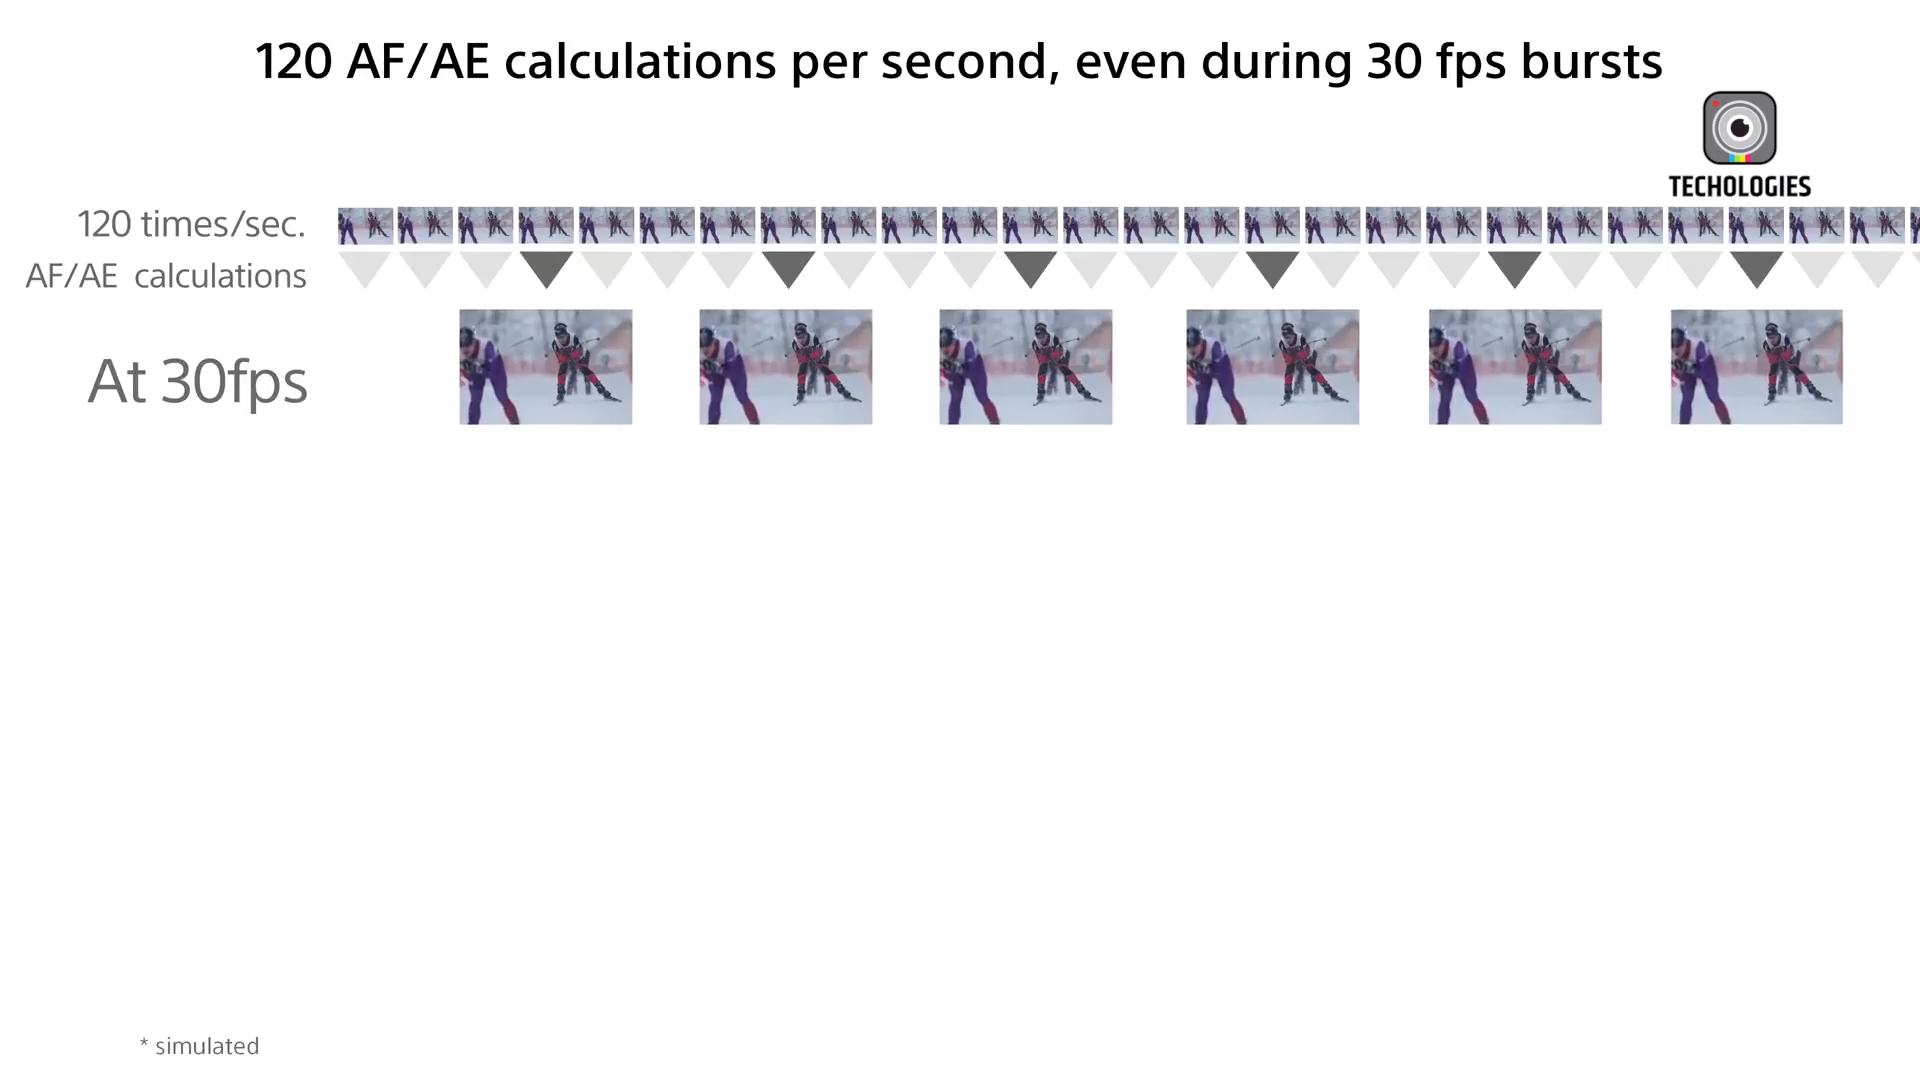 120 AF/AE calculations per second, even during 30 fps bursts
TECHOLOGIES
120 times/sec.
AF/AE calculations
At 30fps
* simulated